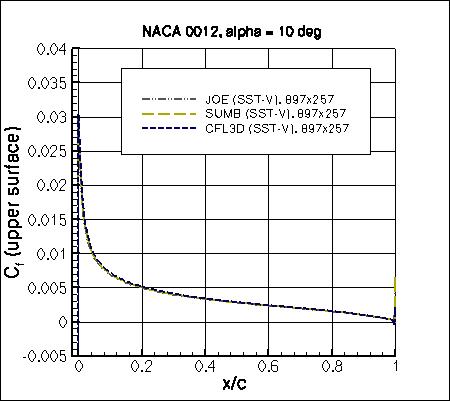 NACA 0012, alpha = 10 deg
0.04
JOE (SST-V), 897x257
SUMB (SST-V), 897x257
CFL3D (SST-V), 897x257
0.035
0.03
0.025
0.02
0.015
0.01
0.005
0
-0.005
Cf (upper surface)
0 0.2 0.4 0.6 0.8 1
x/c